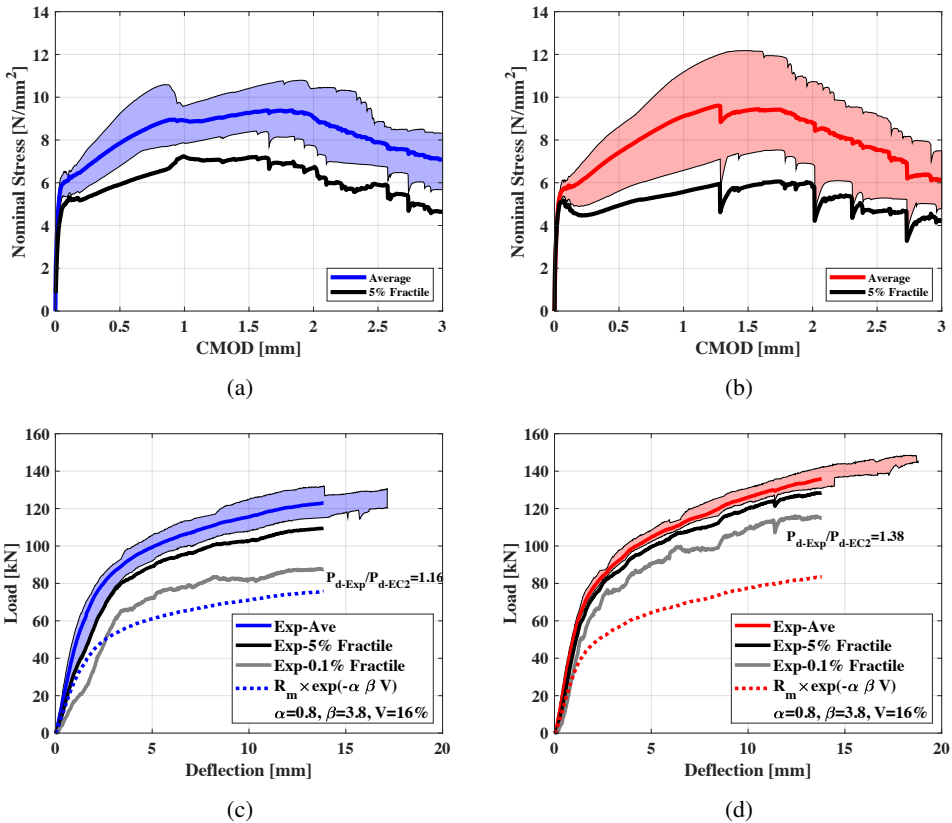 14
12
10
8
6
4
2
0
Nominal Stress [N/mm²]
0 0.5 1 1.5 2 2.5 3
CMOD [mm]
Average
5% Fractile
(a)
14
12
10
8
6
4
2
0
Nominal Stress [N/mm²]
0 0.5 1 1.5 2 2.5 3
CMOD [mm]
Average
5% Fractile
(b)
160
140
120
100
80
60
40
20
0
Load [kN]
0 5 10 15 20
Deflection [mm]
P_d-Exp/P_d-EC2=1.16
Exp-Ave
Exp-5% Fractile
Exp-0.1% Fractile
R_m×exp(-α β V)
α=0.8, β=3.8, V=16%
(c)
160
140
120
100
80
60
40
20
0
Load [kN]
0 5 10 15 20
Deflection [mm]
P_d-Exp/P_d-EC2=1.38
Exp-Ave
Exp-5% Fractile
Exp-0.1% Fractile
R_m×exp(-α β V)
α=0.8, β=3.8, V=16%
(d)